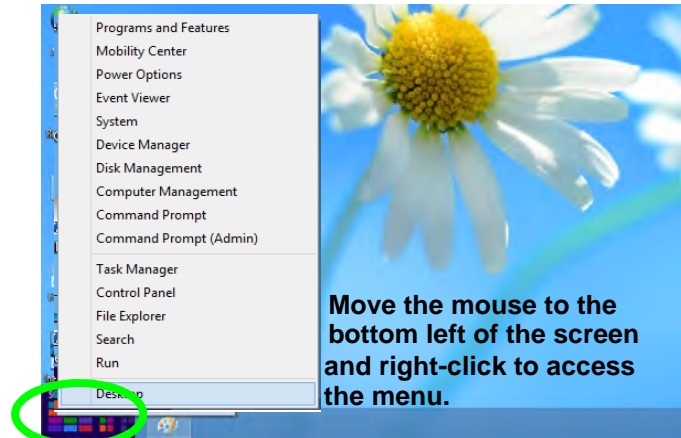 Programs and Features
Mobility Center
Power Options
Event Viewer
System
Device Manager
Disk Management
Computer Management
Command Prompt
Command Prompt (Admin)
Task Manager
Control Panel
File Explorer
Search
Run
Desktop
Move the mouse to the
bottom left of the screen
and right-click to access
the menu.